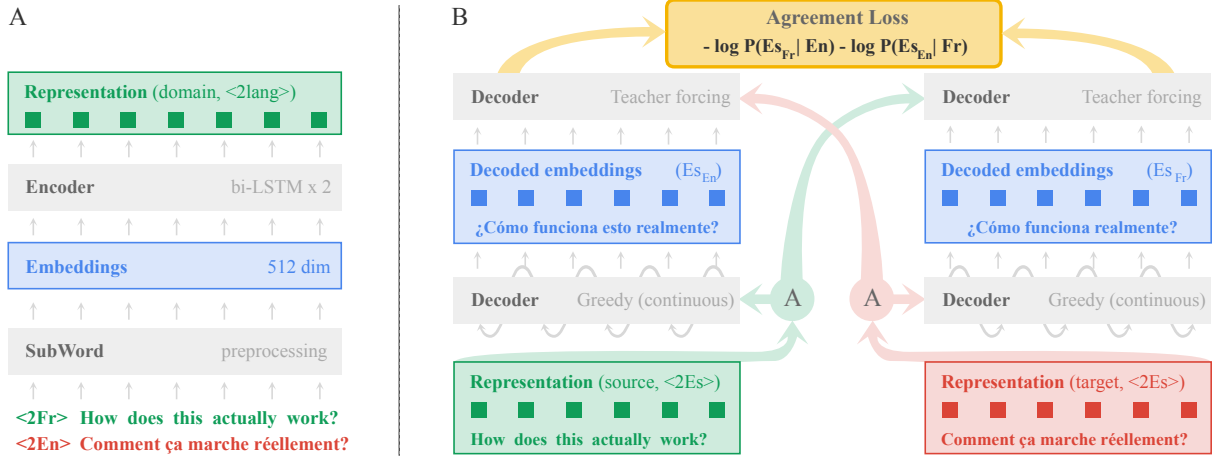 A
Representation (domain, <2lang>)
Encoder bi-LSTM x 2
Embeddings 512 dim
SubWord preprocessing
<2Fr> How does this actually work?
<2En> Comment ça marche réellement?
B
Agreement Loss
- log P(Es_Fr | En) - log P(Es_En | Fr)
Decoder Teacher forcing
Decoded embeddings (Es_En)
¿Cómo funciona esto realmente?
Decoder Greedy (continuous)
Representation (source, <2Es>)
How does this actually work?
A
A
Decoder Teacher forcing
Decoded embeddings (Es_Fr)
¿Cómo funciona realmente?
Decoder Greedy (continuous)
Representation (target, <2Es>)
Comment ça marche réellement?